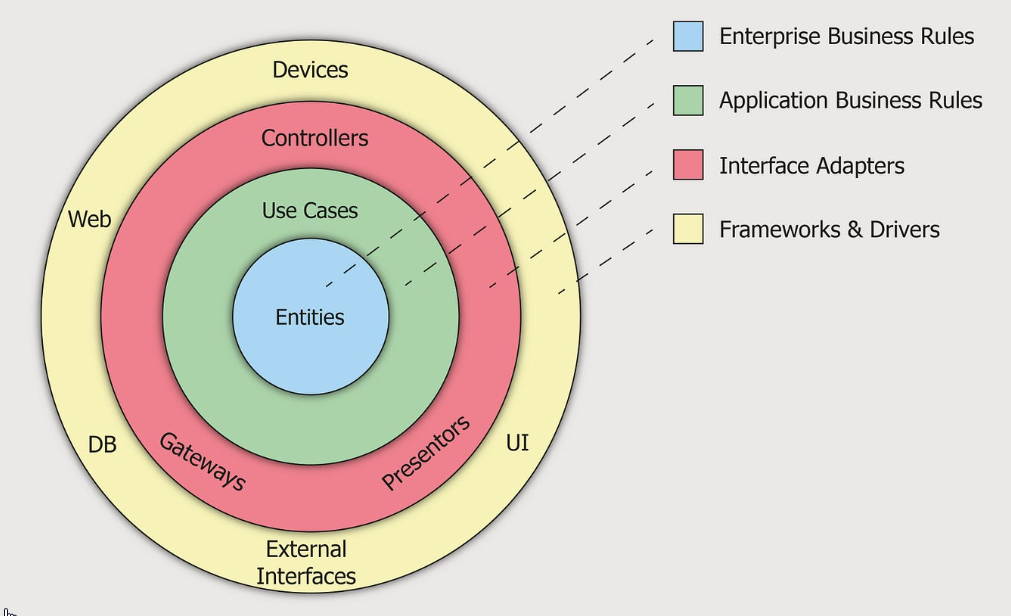 Devices
Controllers
Use Cases
Web
Entities
DB
Gateways
Presentors
UI
External
Interfaces
Enterprise Business Rules
Application Business Rules
Interface Adapters
Frameworks & Drivers